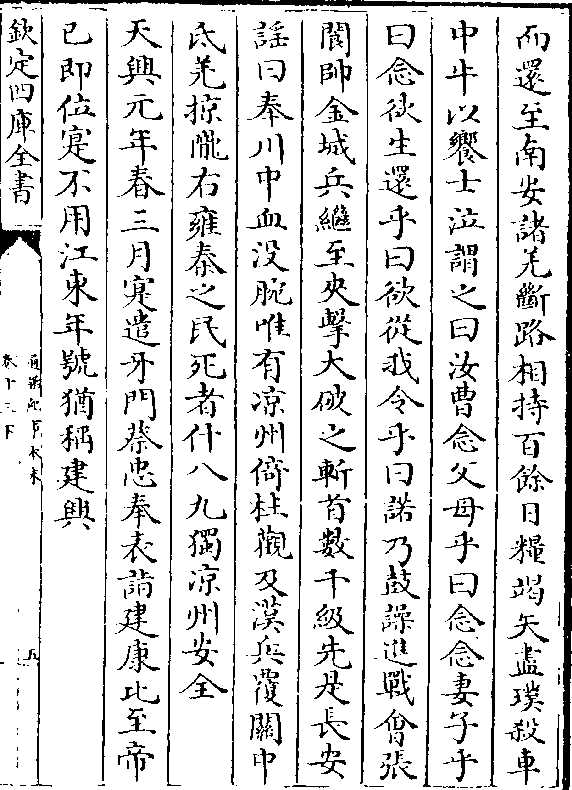 而還至南安諸羌斷路相持百餘日糧竭矢盡璞殺車
中牛以饗士泣謂之曰汝曹念父母乎曰念念妻子乎
曰念欲生還乎曰欲從我令乎曰諾乃鼓譟進戰會張
閬帥金城兵繼至夾擊大破之斬首數千級先是長安
謡曰秦川中血没腕唯有凉州倚柱觀及漢兵覆關中
氐羌掠隴右雍秦之民死者什八九獨凉州安全
天興元年春三月寔遣牙門蔡忠奉表詣建康比至帝
已即位寔不用江東年號猶稱建興
欽定四庫全書
通鑑紀事本末
卷十三下
五